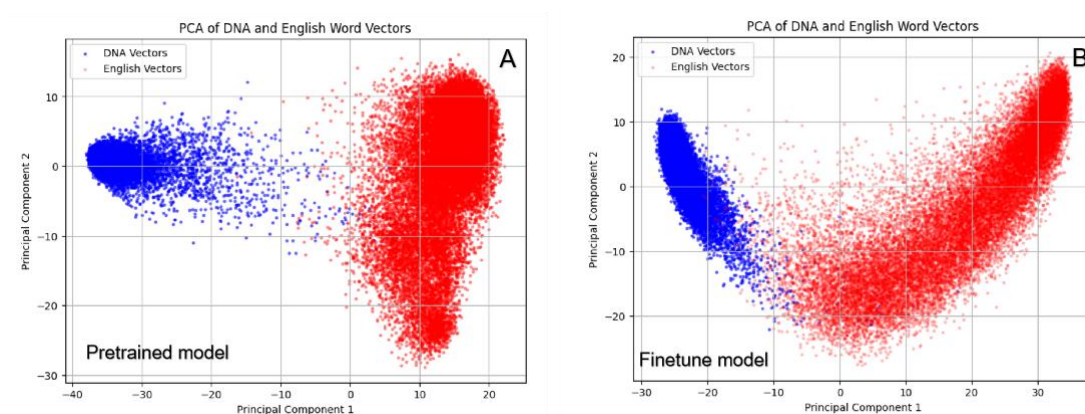 PCA of DNA and English Word Vectors
DNA Vectors
English Vectors
A
10
0
−10
−20
−30
Principal Component 2
Pretrained model
−40
−30
−20
−10
0
10
20
Principal Component 1
PCA of DNA and English Word Vectors
DNA Vectors
English Vectors
B
20
10
0
−10
−20
Principal Component 2
Finetune model
−30
−20
−10
0
10
20
30
Principal Component 1